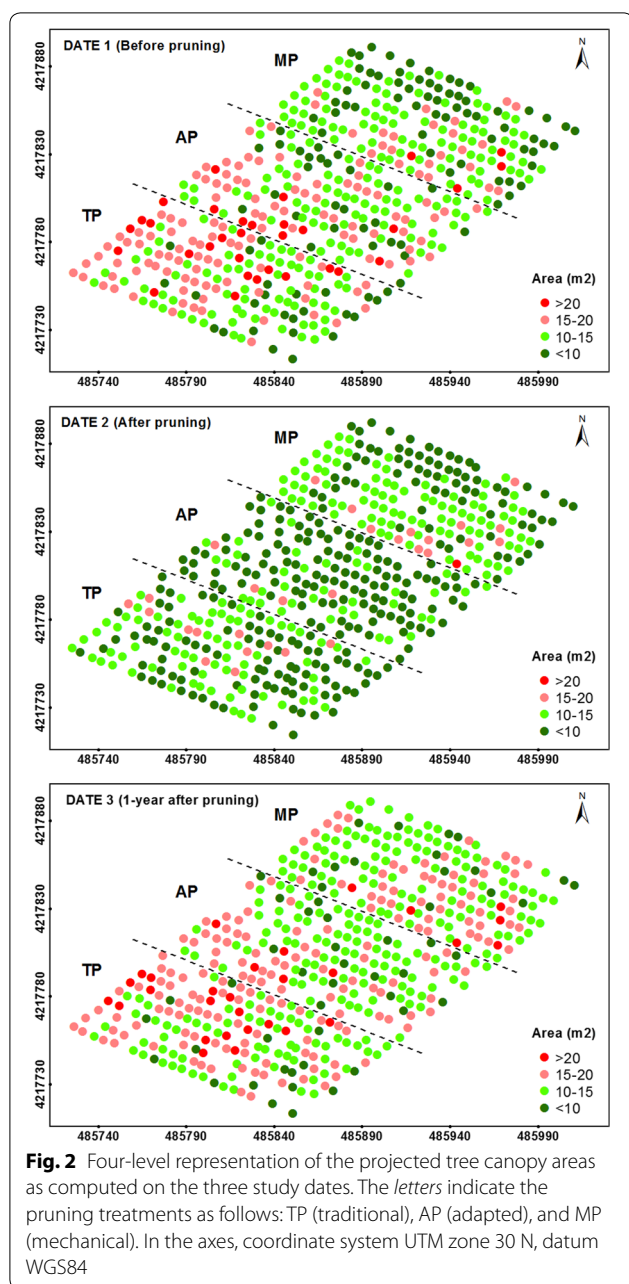 DATE 1 (Before pruning)
MP
N
AP
TP
4217880
4217830
4217780
4217730
Area (m2)
>20
15-20
10-15
<10
485740 485790 485840 485890 485940 485990
DATE 2 (After pruning)
MP
N
AP
TP
4217880
4217830
4217780
4217730
Area (m2)
>20
15-20
10-15
<10
485740 485790 485840 485890 485940 485990
DATE 3 (1-year after pruning)
MP
N
AP
TP
4217880
4217830
4217780
4217730
Area (m2)
>20
15-20
10-15
<10
485740 485790 485840 485890 485940 485990
Fig. 2 Four-level representation of the projected tree canopy areas
as computed on the three study dates. The letters indicate the
pruning treatments as follows: TP (traditional), AP (adapted), and MP
(mechanical). In the axes, coordinate system UTM zone 30 N, datum
WGS84